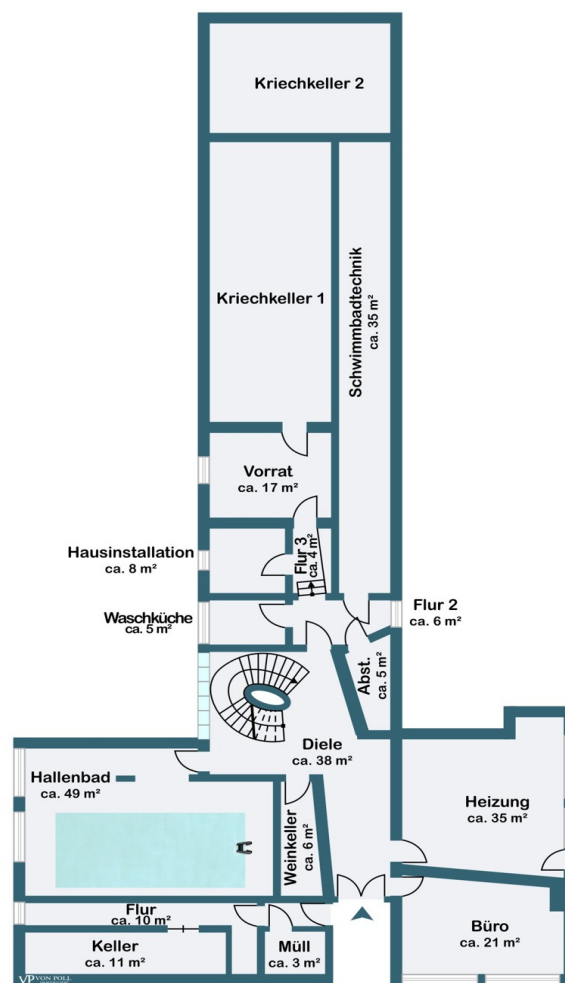 Kriechkeller 2
Kriechkeller 1
Schwimmbadtechnik
ca. 35 m²
Vorrat
ca. 17 m²
Hausinstallation
ca. 8 m²
Flur 3
ca. 4 m²
Waschküche
ca. 5 m²
Flur 2
ca. 6 m²
Abst.
ca. 5 m²
Diele
ca. 38 m²
Hallenbad
ca. 49 m²
Weinkeller
ca. 6 m²
Heizung
ca. 35 m²
Flur
ca. 10 m²
Keller
ca. 11 m²
Müll
ca. 3 m²
Büro
ca. 21 m²
VP VON POLL